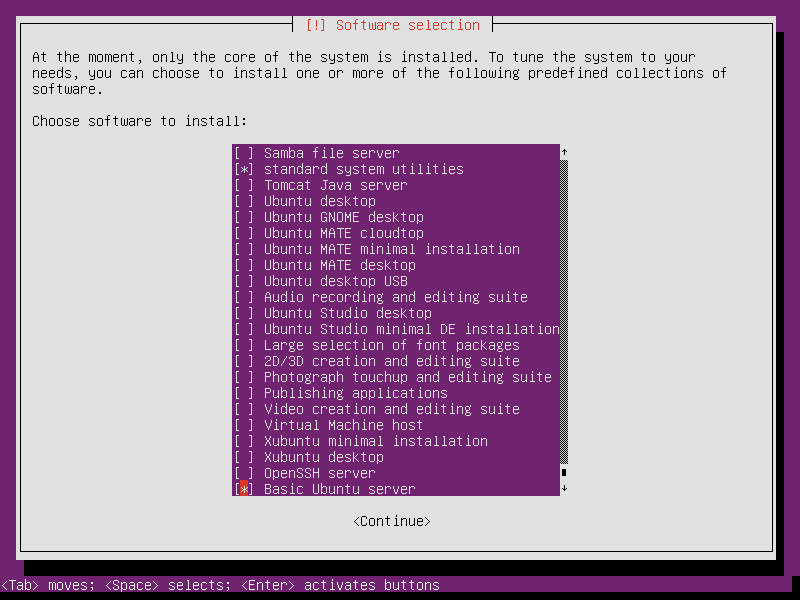 [!] Software selection
At the moment, only the core of the system is installed. To tune the system to your
needs, you can choose to install one or more of the following predefined collections of
software.
Choose software to install:
[ ] Samba file server
[*] standard system utilities
[ ] Tomcat Java server
[ ] Ubuntu desktop
[ ] Ubuntu GNOME desktop
[ ] Ubuntu MATE cloudtop
[ ] Ubuntu MATE minimal installation
[ ] Ubuntu MATE desktop
[ ] Ubuntu desktop USB
[ ] Audio recording and editing suite
[ ] Ubuntu Studio desktop
[ ] Ubuntu Studio minimal DE installation
[ ] Large selection of font packages
[ ] 2D/3D creation and editing suite
[ ] Photograph touchup and editing suite
[ ] Publishing applications
[ ] Video creation and editing suite
[ ] Virtual Machine host
[ ] Xubuntu minimal installation
[ ] Xubuntu desktop
[ ] OpenSSH server
[*] Basic Ubuntu server
<Continue>
<Tab> moves; <Space> selects; <Enter> activates buttons